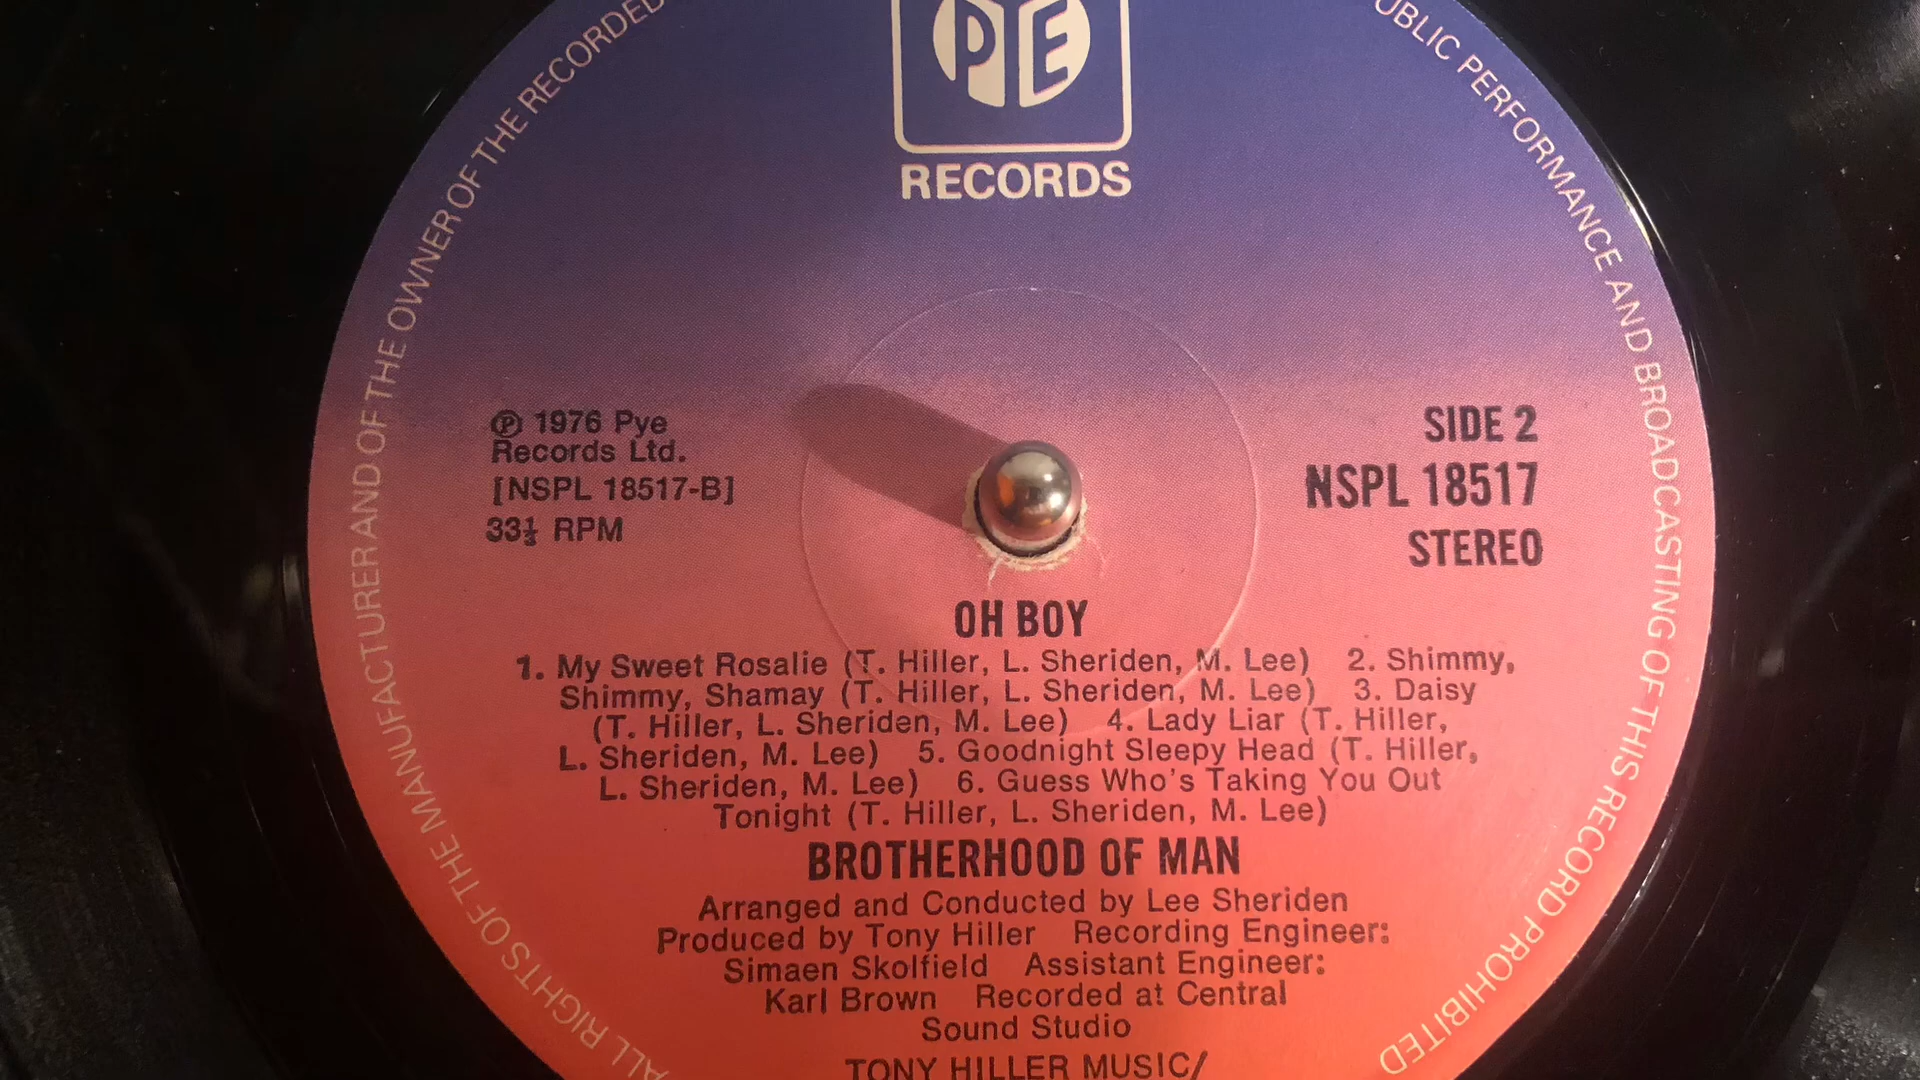 PYE
RECORDS
Ⓟ 1976 Pye
Records Ltd.
[NSPL 18517-B]
33⅓ RPM
SIDE 2
NSPL 18517
STEREO
OH BOY
1. My Sweet Rosalie (T. Hiller, L. Sheriden, M. Lee) 2. Shimmy,
Shimmy, Shamay (T. Hiller, L. Sheriden, M. Lee) 3. Daisy
(T. Hiller, L. Sheriden, M. Lee) 4. Lady Liar (T. Hiller,
L. Sheriden, M. Lee) 5. Goodnight Sleepy Head (T. Hiller,
L. Sheriden, M. Lee) 6. Guess Who's Taking You Out
Tonight (T. Hiller, L. Sheriden, M. Lee)
BROTHERHOOD OF MAN
Arranged and Conducted by Lee Sheriden
Produced by Tony Hiller Recording Engineer:
Simaen Skolfield Assistant Engineer:
Karl Brown Recorded at Central
Sound Studio
TONY HILLER MUSIC/
ALL RIGHTS OF THE MANUFACTURER AND OF THE OWNER OF THE RECORDED
PUBLIC PERFORMANCE AND BROADCASTING OF THIS RECORD PROHIBITED